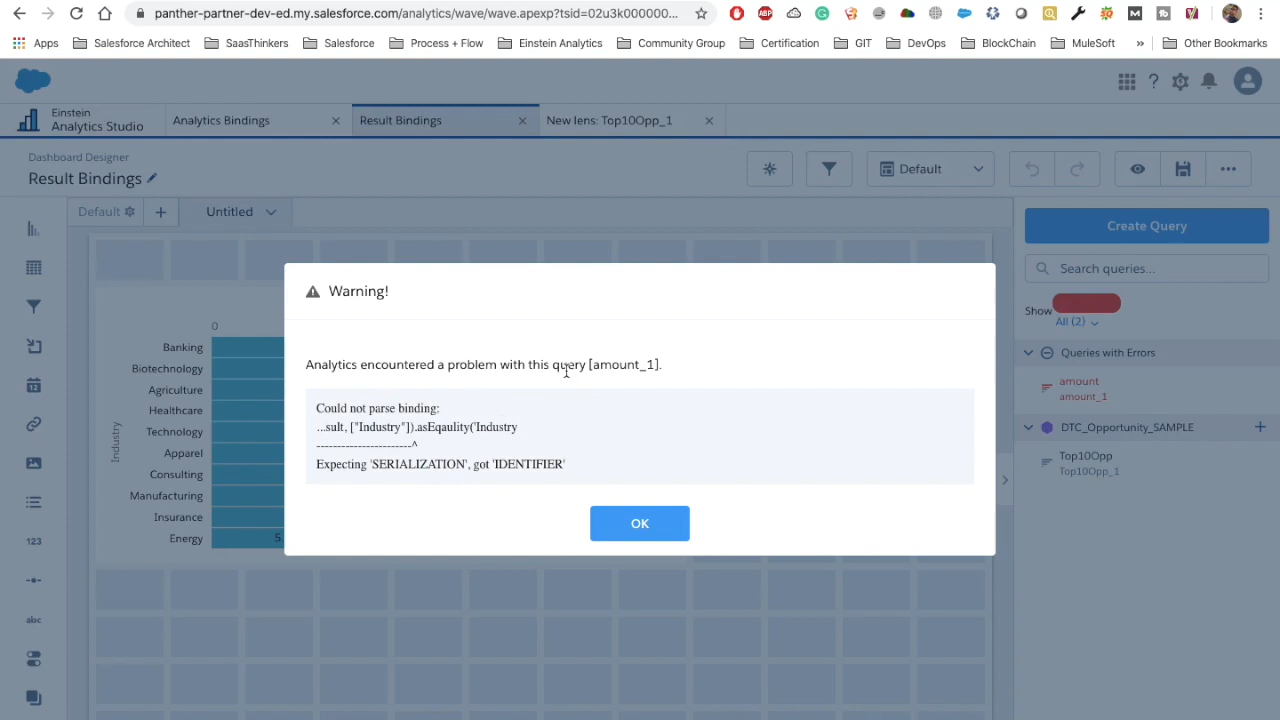 panther-partner-dev-ed.my.salesforce.com/analytics/wave/wave.apexp?tsid=02u3k000000...
Apps Salesforce Architect SaasThinkers Salesforce Process + Flow Einstein Analytics Community Group Certification GIT DevOps BlockChain MuleSoft » Other Bookmarks
Einstein
Analytics Studio
Analytics Bindings
Result Bindings
New lens: Top10Opp_1
Dashboard Designer
Result Bindings
Default
Default
Untitled
Create Query
Search queries...
Show
All (2)
Queries with Errors
amount
amount_1
DTC_Opportunity_SAMPLE
Top10Opp
Top10Opp_1
Warning!
Analytics encountered a problem with this query [amount_1].
Could not parse binding:
...sult, ["Industry"]).asEqaulity('Industry
-----------------------^
Expecting 'SERIALIZATION', got 'IDENTIFIER'
OK
0
Industry
Banking
Biotechnology
Agriculture
Healthcare
Technology
Apparel
Consulting
Manufacturing
Insurance
Energy
5
123
abc